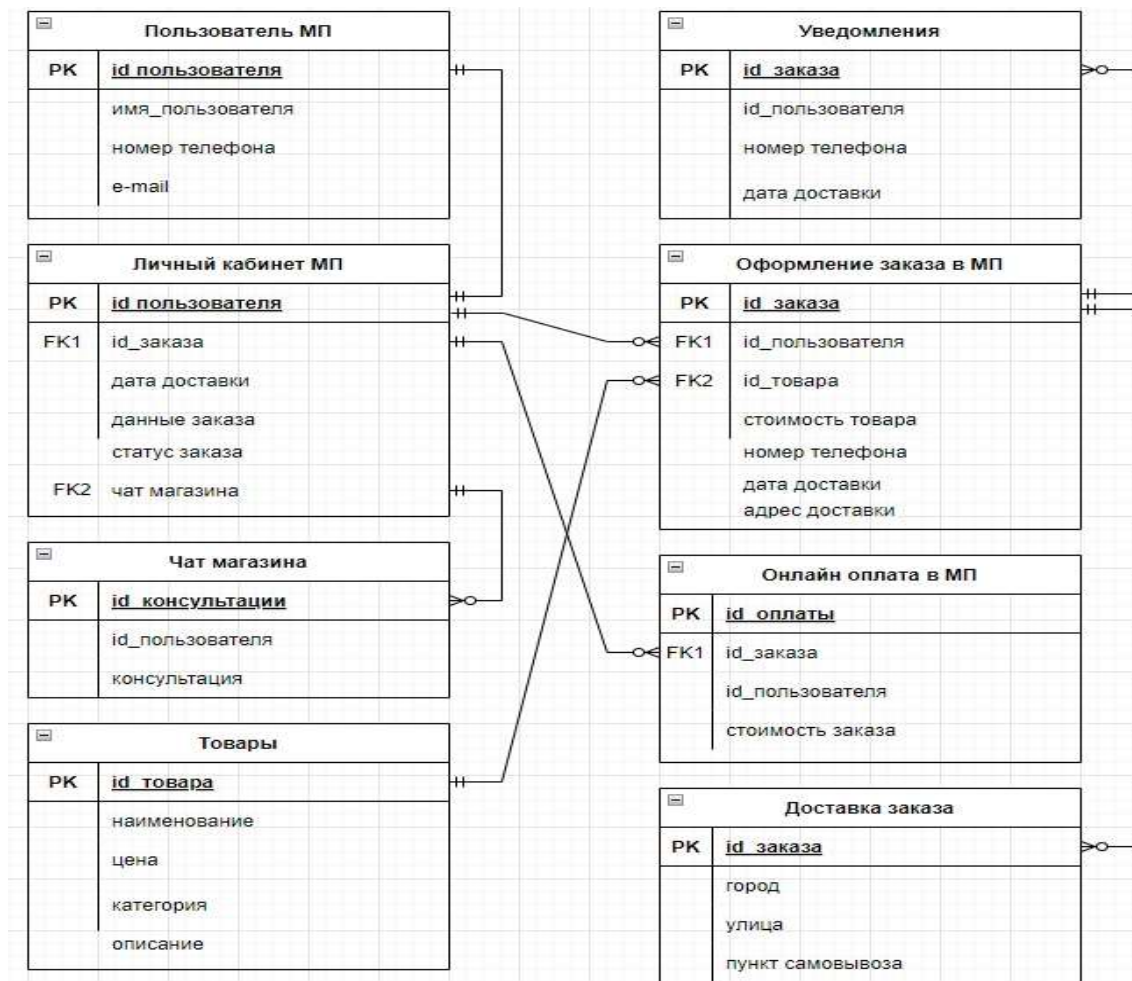 Пользователь МП
PK id пользователя
имя_пользователя
номер телефона
e-mail
Личный кабинет МП
PK id пользователя
FK1 id_заказа
дата доставки
данные заказа
статус заказа
FK2 чат магазина
Чат магазина
PK id_консультации
id_пользователя
консультация
Товары
PK id_товара
наименование
цена
категория
описание
Уведомления
PK id_заказа
id_пользователя
номер телефона
дата доставки
Оформление заказа в МП
PK id_заказа
FK1 id_пользователя
FK2 id_товара
стоимость товара
номер телефона
дата доставки
адрес доставки
Онлайн оплата в МП
PK id_оплаты
FK1 id_заказа
id_пользователя
стоимость заказа
Доставка заказа
PK id_заказа
город
улица
пункт самовывоза